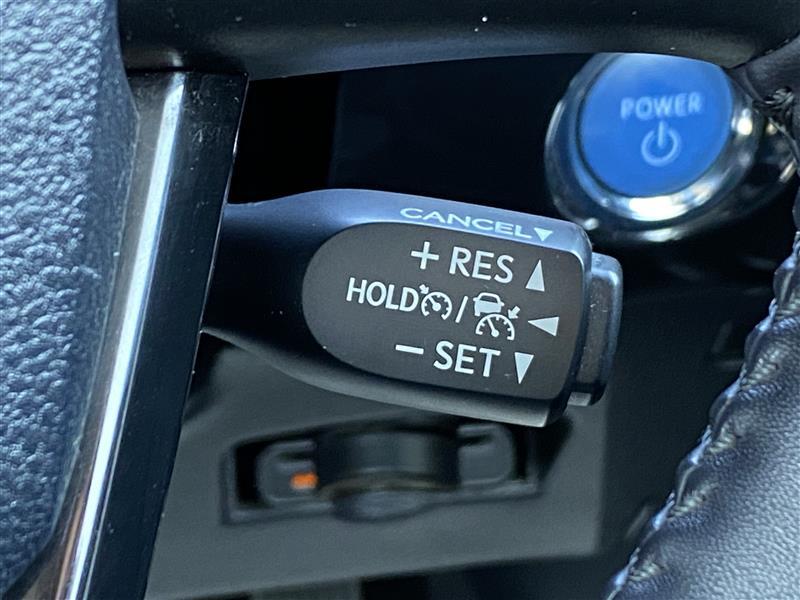 POWER
CANCEL▼
+ RES ▲
HOLD / ◀
− SET ▼